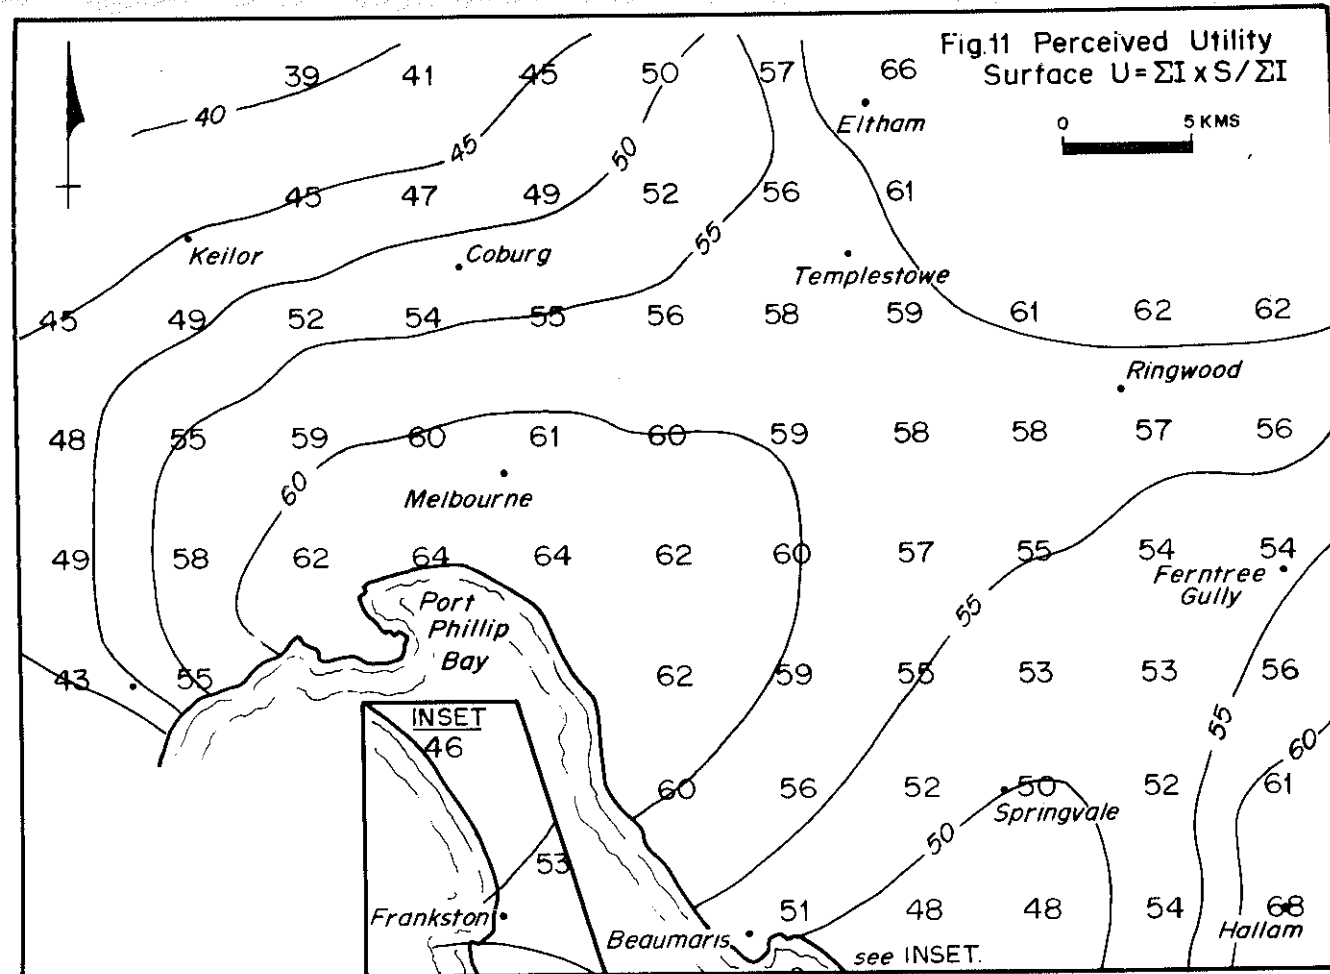 Fig.11 Perceived Utility
Surface U=ΣI x S/ΣI
0 5 KMS
39 41 45 50 57 66
Eltham
40
45
50
45 47 49 52 56 61
55
Keilor Coburg Templestowe
45 49 52 54 55 56 58 59 61 62 62
Ringwood
48 55 59 60 61 60 59 58 58 57 56
60
Melbourne
49 58 62 64 64 62 60 57 55 54 54
Ferntree
Gully
Port
Phillip
Bay
55
43 55 62 59 55 53 53 56
55
INSET
46
60
60 56 52 50 52 61
Springvale
50
53
51 48 48 54 68
Frankston
Beaumaris
Hallam
see INSET.